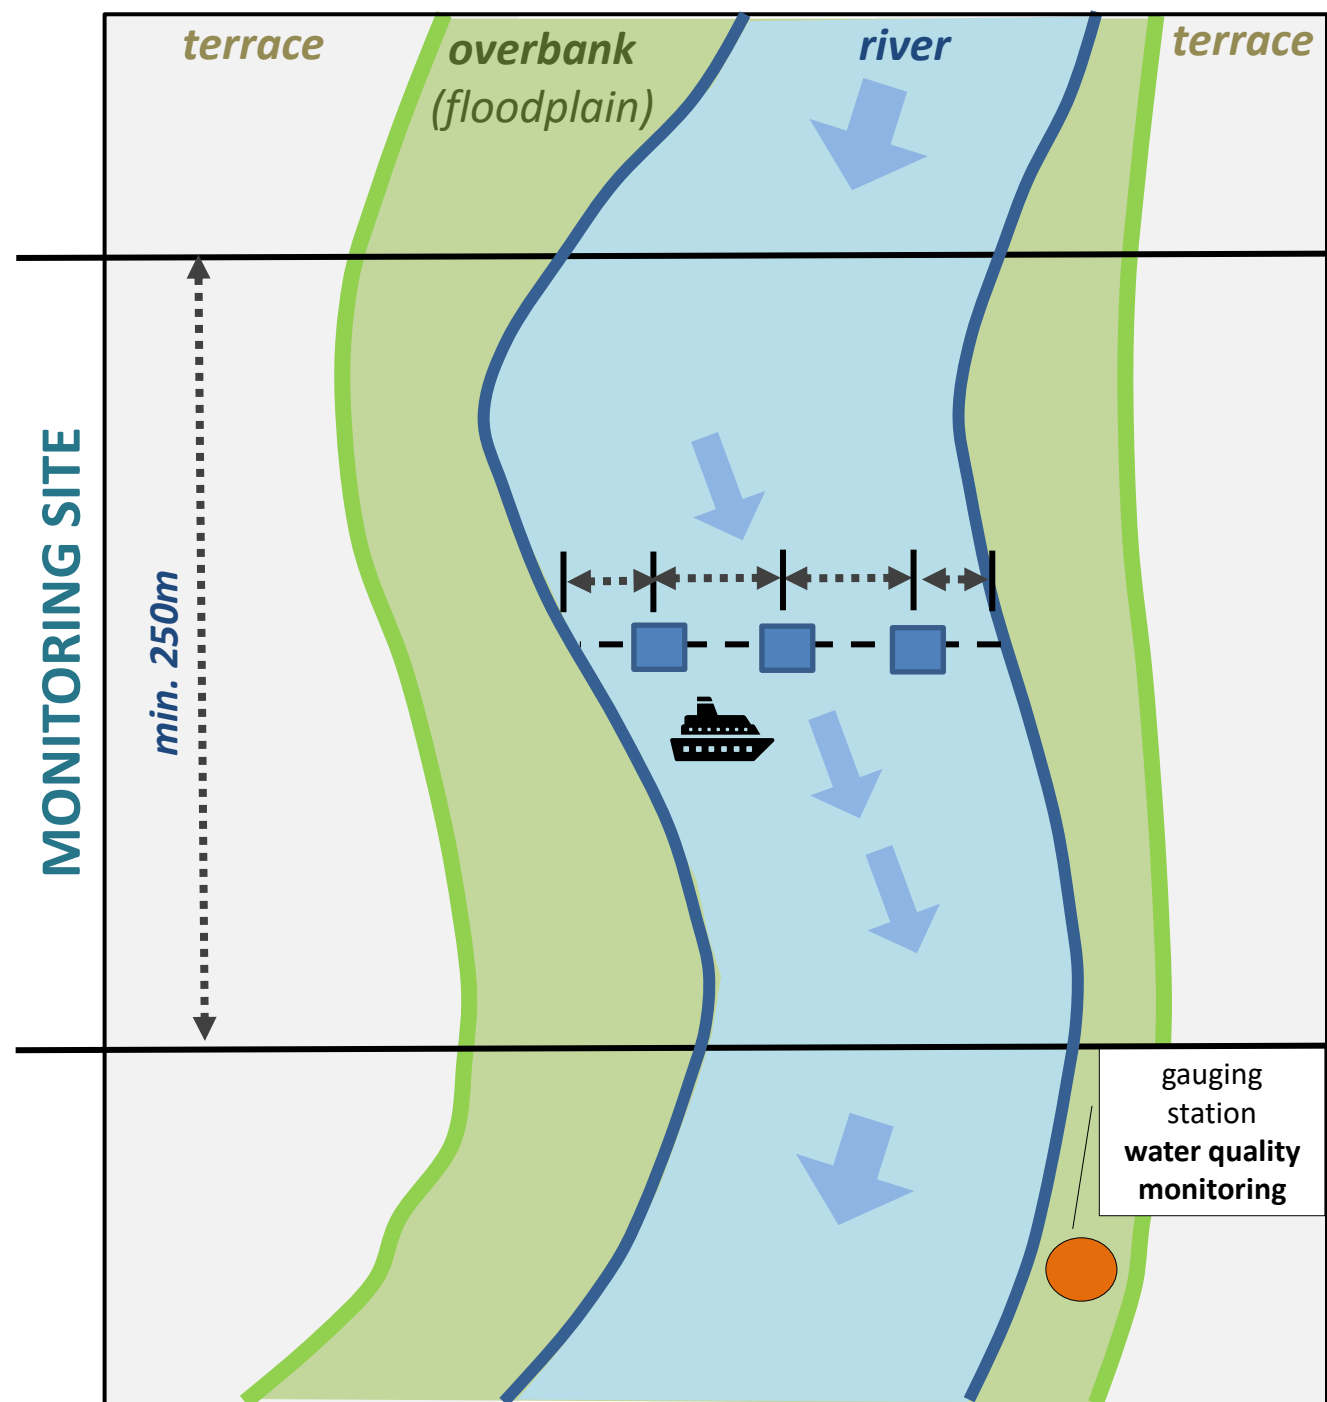 terrace
overbank
(floodplain)
river
terrace
MONITORING SITE
min. 250m
gauging
station
water quality
monitoring